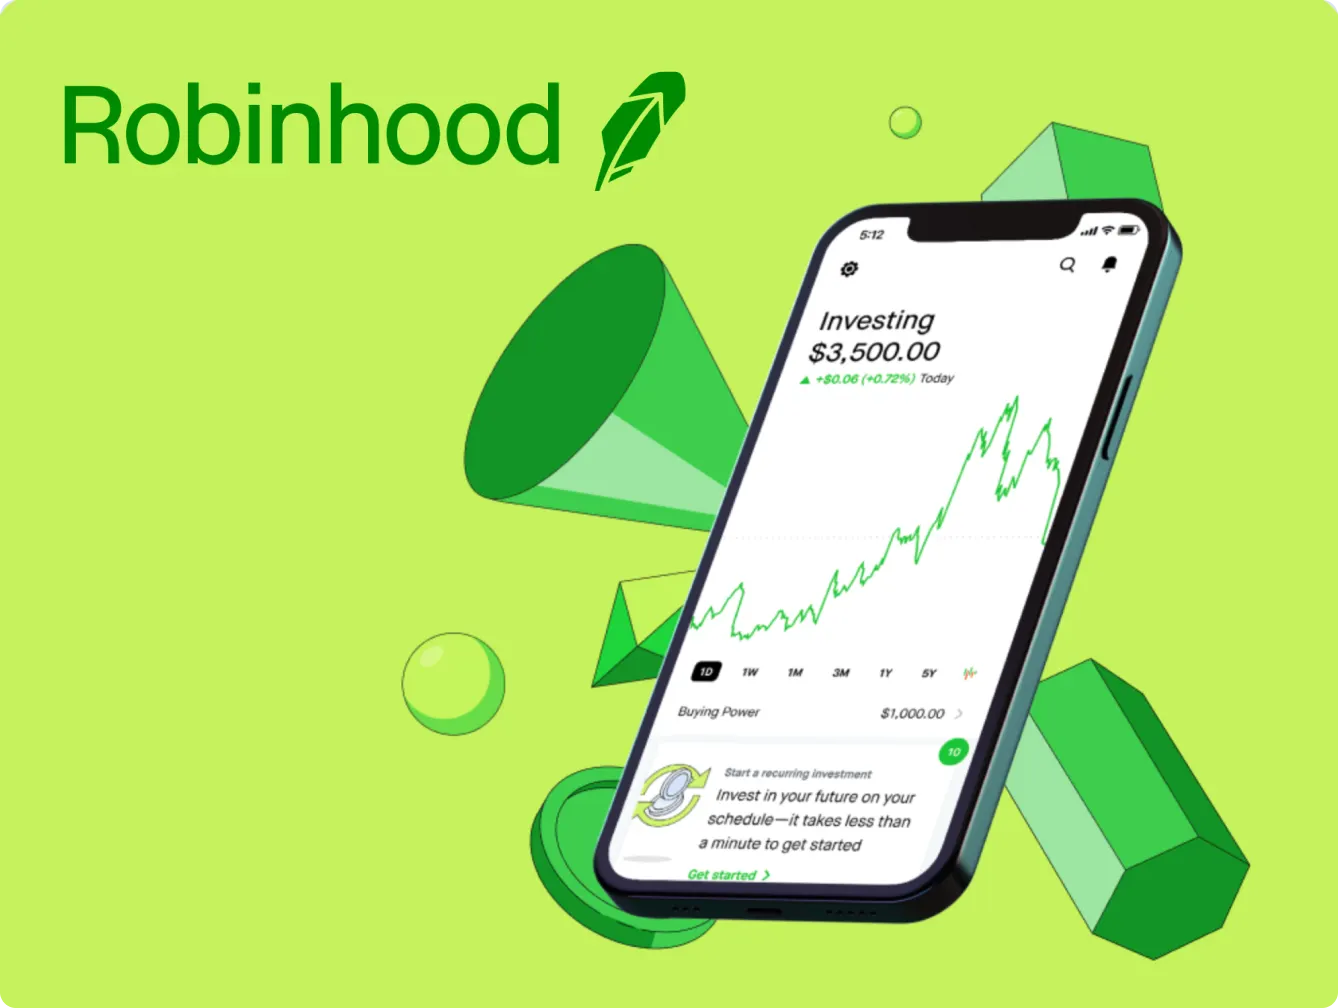 Robinhood
5:12
Investing
$3,500.00
+$0.06 (+0.72%) Today
1D 1W 1M 3M 1Y 5Y
Buying Power $1,000.00
10
Start a recurring investment
Invest in your future on your
schedule—it takes less than
a minute to get started
Get started